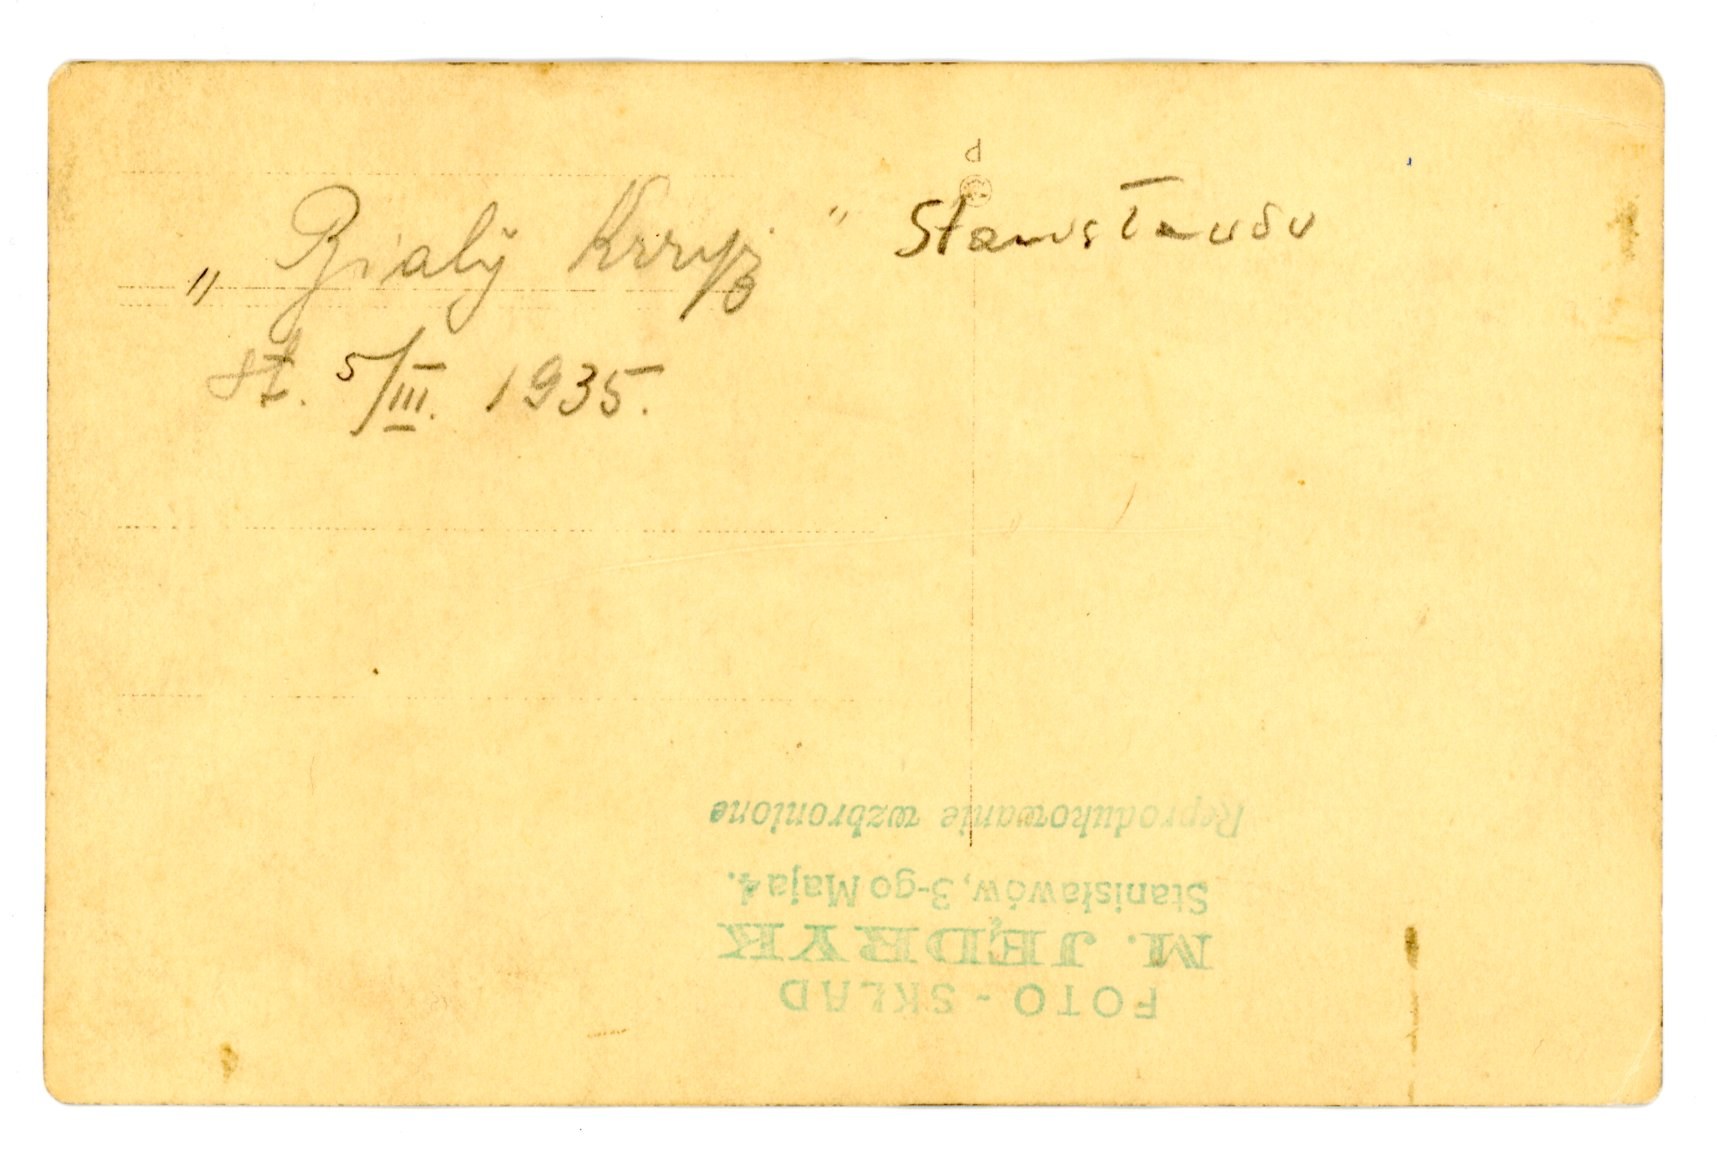 „Biały Krzyż" Stanisławów
St. 5/III. 1935.
FOTO - SKŁAD
M. JĘDRYK
Stanisławów, 3-go Maja 4.
Reprodukowanie wzbronione